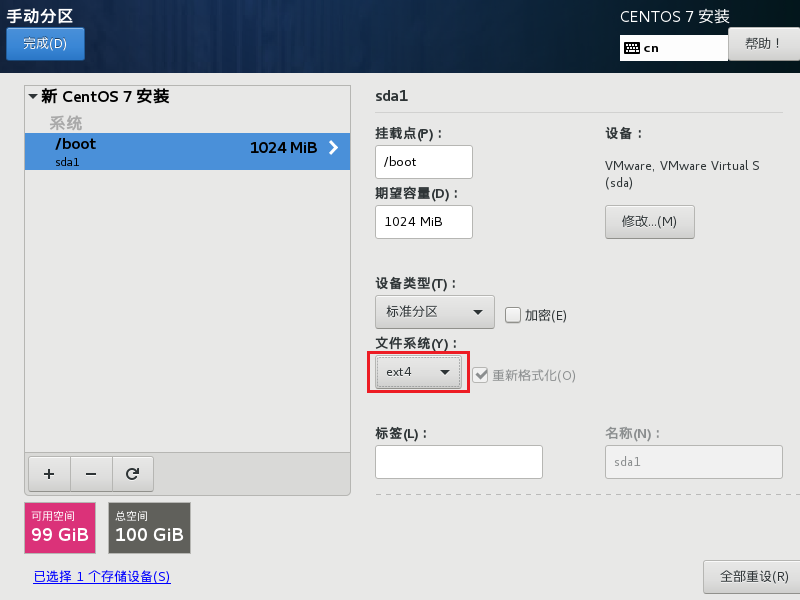 手动分区
CENTOS 7 安装
完成(D)
cn
帮助！
新 CentOS 7 安装
系统
/boot
1024 MiB
sda1
sda1
挂载点(P)：
/boot
期望容量(D)：
1024 MiB
设备：
VMware, VMware Virtual S
(sda)
修改...(M)
设备类型(T)：
标准分区
加密(E)
文件系统(Y)：
ext4
重新格式化(O)
标签(L)：
名称(N)：
sda1
+
−
可用空间
99 GiB
总空间
100 GiB
已选择 1 个存储设备(S)
全部重设(R)